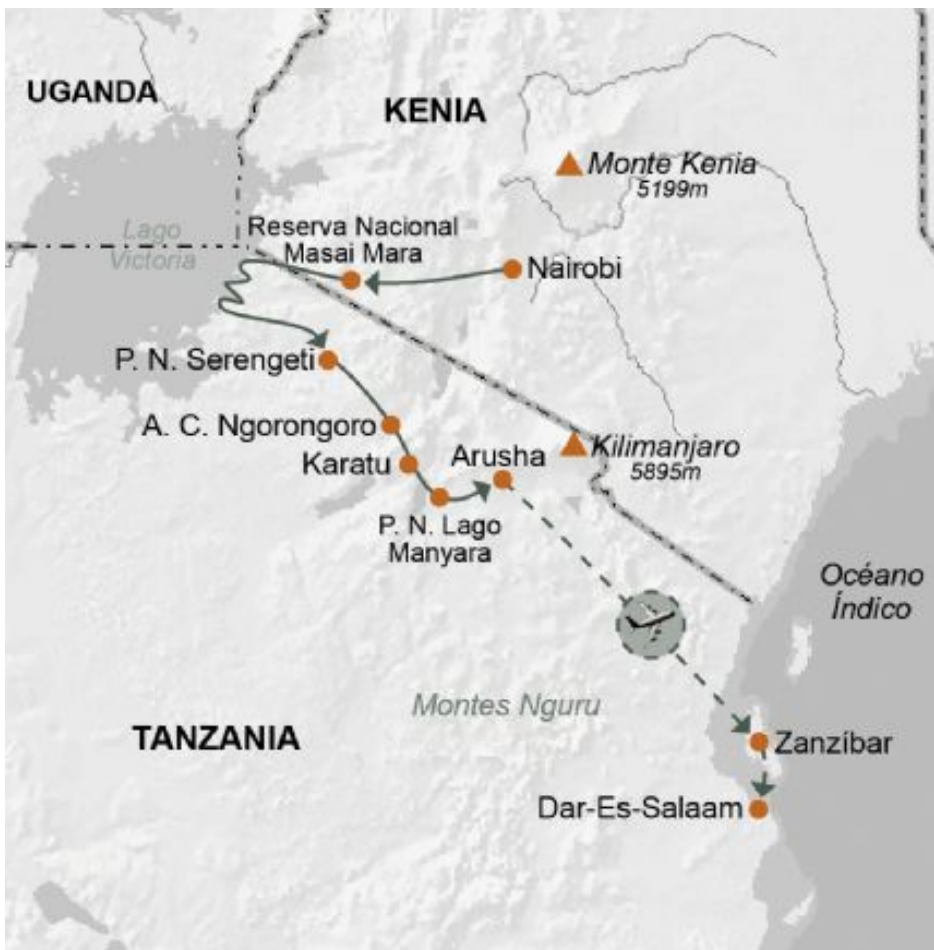 UGANDA
KENIA
Monte Kenia
5199m
Lago
Victoria
Reserva Nacional
Masai Mara
Nairobi
P. N. Serengeti
A. C. Ngorongoro
Karatu
Arusha
Kilimanjaro
5895m
P. N. Lago
Manyara
Océano
Índico
Montes Nguru
TANZANIA
Zanzíbar
Dar-Es-Salaam